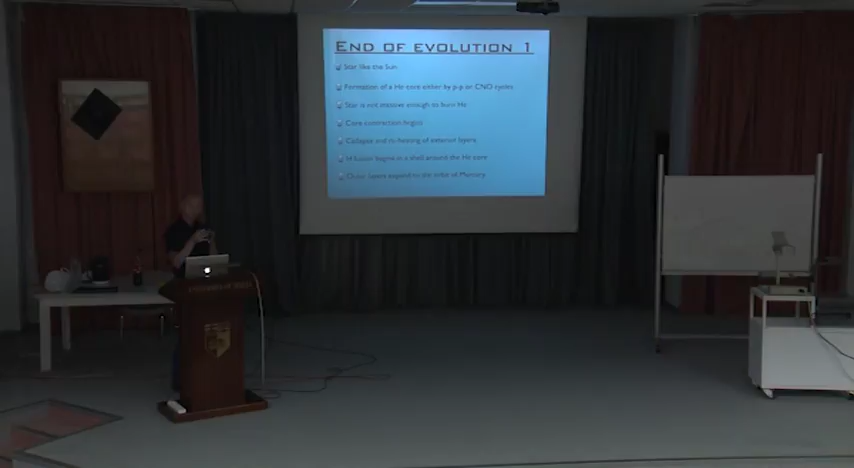 END OF EVOLUTION 1
Star like the Sun
Formation of a He core either by p-p or CNO cycles
Star is not massive enough to burn He
Core contraction begins
Collapse and re-heating of exterior layers
H fusion begins in a shell around the He core
Outer layers expand to the orbit of Mercury
UNIVERSITY OF